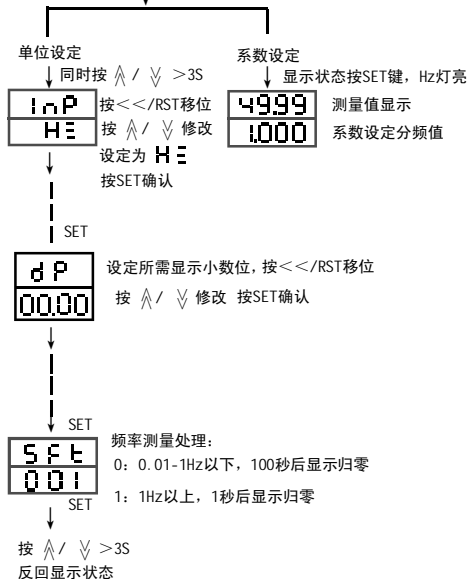 单位设定
同时按 ︽ / ︾ >3S
InP
HZ
按<</RST移位
按 ︽ / ︾ 修改
设定为 HZ
按SET确认
系数设定
显示状态按SET键，Hz灯亮
49.99 测量值显示
1.000 系数设定分频值
SET
dP
00.00
设定所需显示小数位，按<</RST移位
按 ︽ / ︾ 修改 按SET确认
SET
SFt
001
频率测量处理：
0: 0.01-1Hz以下，100秒后显示归零
1: 1Hz以上，1秒后显示归零
SET
按 ︽ / ︾ >3S
反回显示状态